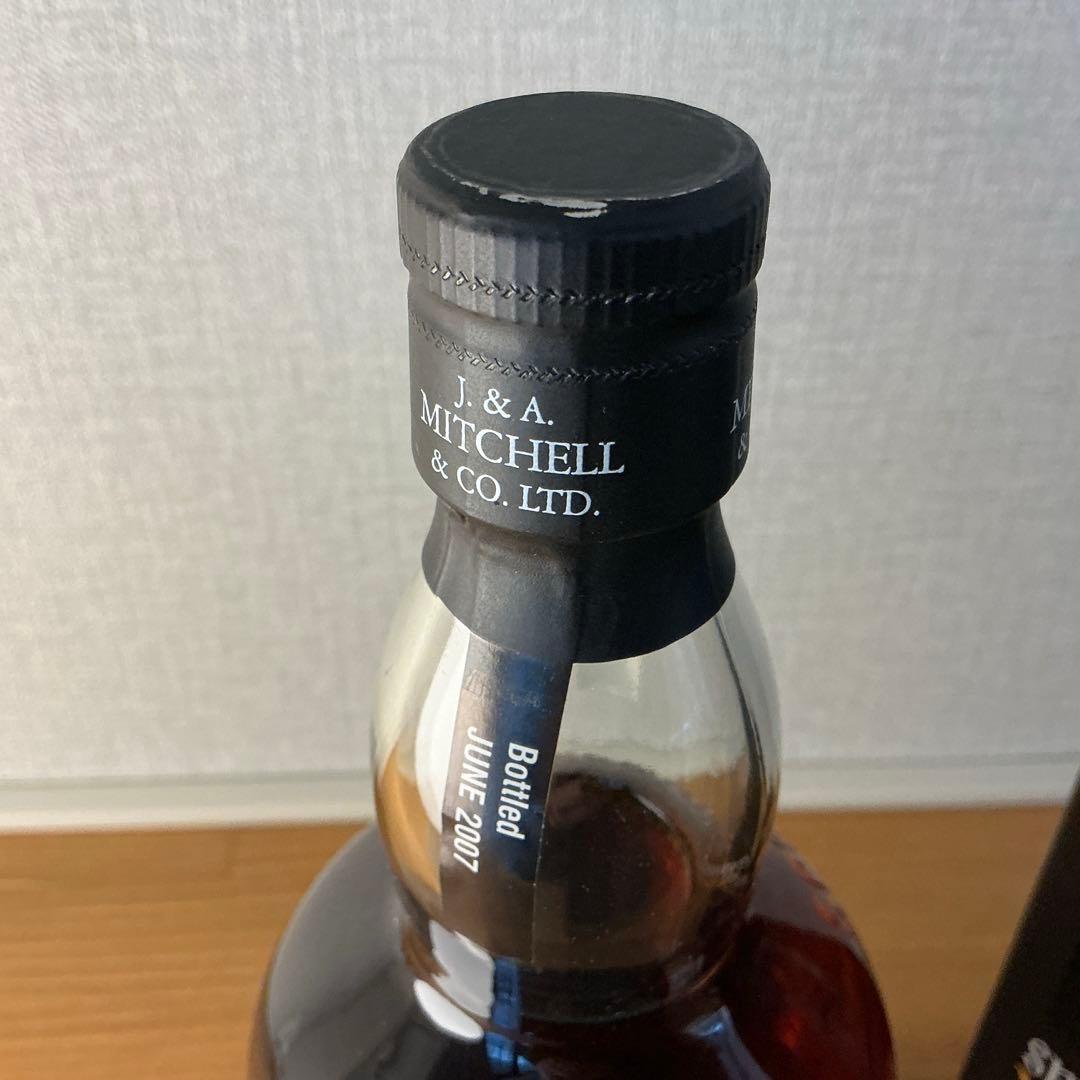 J. & A.
MITCHELL
& CO. LTD.
Bottled
JUNE 2007